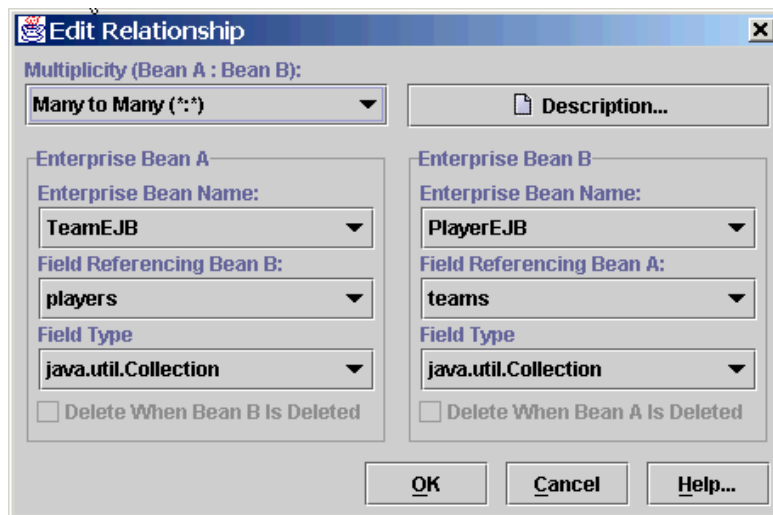 Edit Relationship
Multiplicity (Bean A : Bean B):
Many to Many (*:*)
Description...
Enterprise Bean A
Enterprise Bean Name:
TeamEJB
Field Referencing Bean B:
players
Field Type
java.util.Collection
Delete When Bean B Is Deleted
Enterprise Bean B
Enterprise Bean Name:
PlayerEJB
Field Referencing Bean A:
teams
Field Type
java.util.Collection
Delete When Bean A Is Deleted
OK
Cancel
Help...